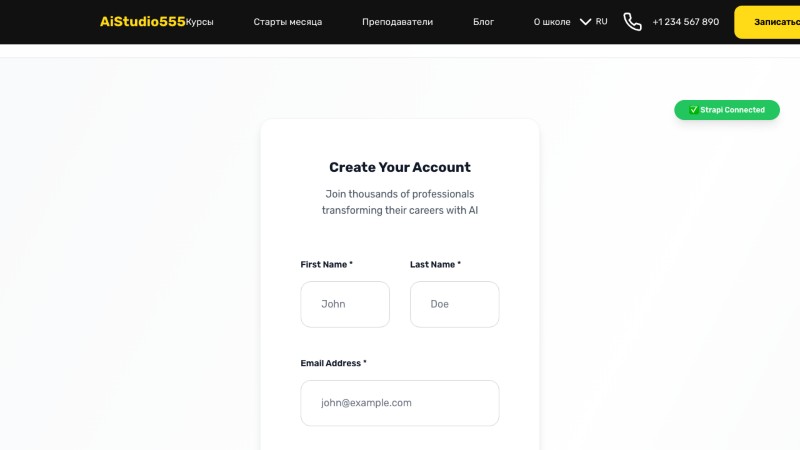 AiStudio555 Курсы Старты месяца Преподаватели Блог О школе RU +1 234 567 890
✅ Strapi Connected
Create Your Account
Join thousands of professionals
transforming their careers with AI
First Name * Last Name *
John Doe
Email Address *
john@example.com